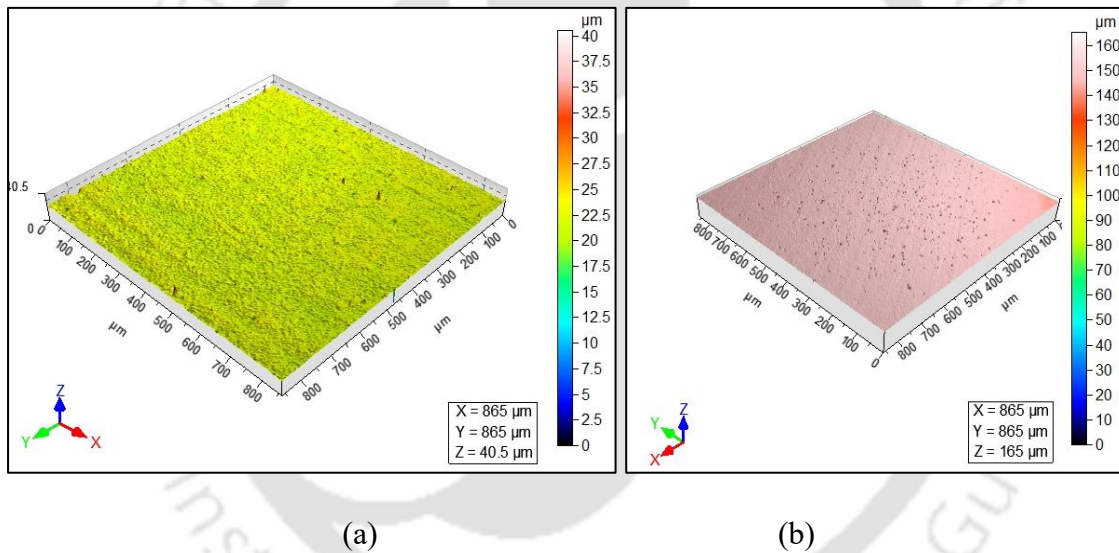 µm
40
37.5
35
32.5
30
27.5
25
22.5
20
17.5
15
12.5
10
7.5
5
2.5
0
0 100 200 300 400 500 600 700 800
µm
0 100 200 300 400 500 600 700 800
µm
Z
Y
X
X = 865 µm
Y = 865 µm
Z = 40.5 µm
(a)
µm
160
150
140
130
120
110
100
90
80
70
60
50
40
30
20
10
0
800 700 600 500 400 300 200 100 0
µm
800 700 600 500 400 300 200
µm
Z
Y
X
X = 865 µm
Y = 865 µm
Z = 165 µm
(b)
Inst
Gu